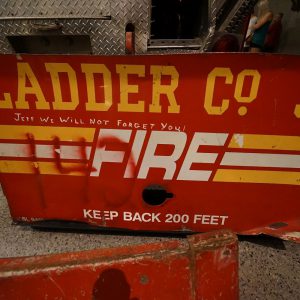 LADDER Cº
JEFF WE WILL NOT FORGET YOU!
FIRE
KEEP BACK 200 FEET